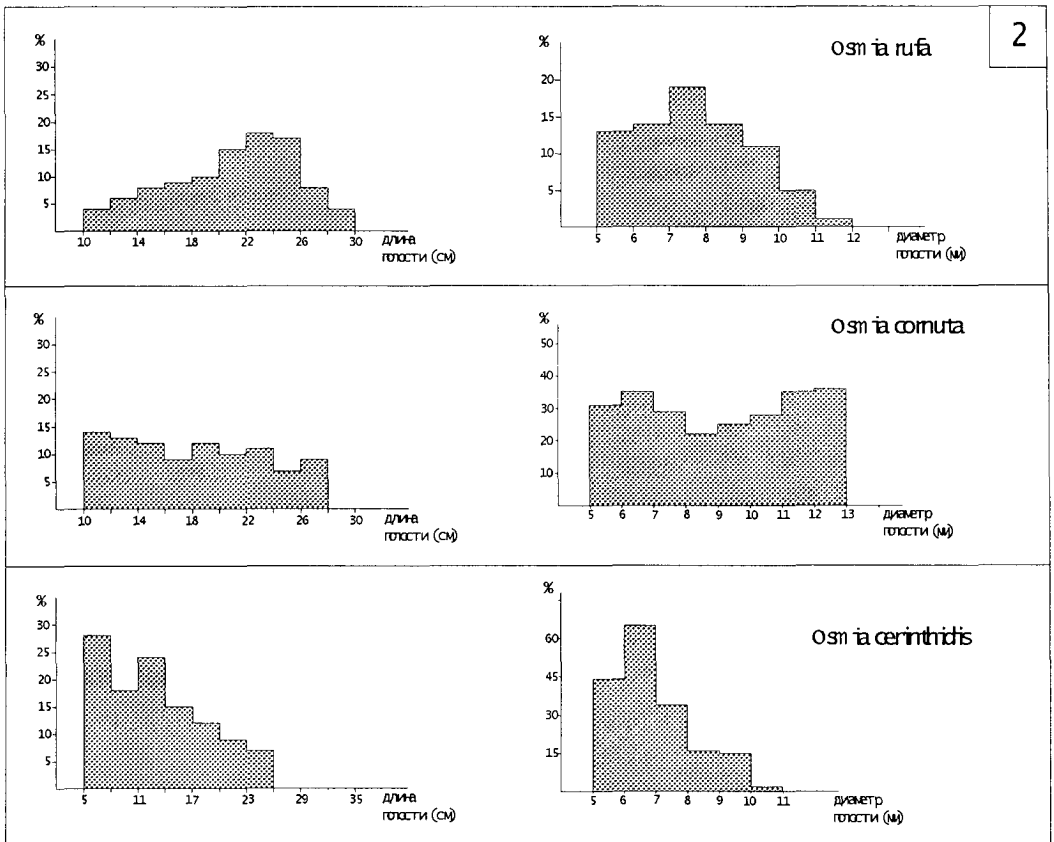 2
%
30
25
20
15
10
5
10 14 18 22 26 30 длина
полости (см)
%
Osmia rufa
20
15
10
5
5 6 7 8 9 10 11 12 диаметр
полости (мм)
%
30
25
20
15
10
5
10 14 18 22 26 30 длина
полости (см)
%
Osmia cornuta
50
40
30
20
10
5 6 7 8 9 10 11 12 13 диаметр
полости (мм)
%
30
25
20
15
10
5
5 11 17 23 29 35 длина
полости (см)
%
Osmia cerinthidis
60
45
30
15
5 6 7 8 9 10 11 диаметр
полости (мм)